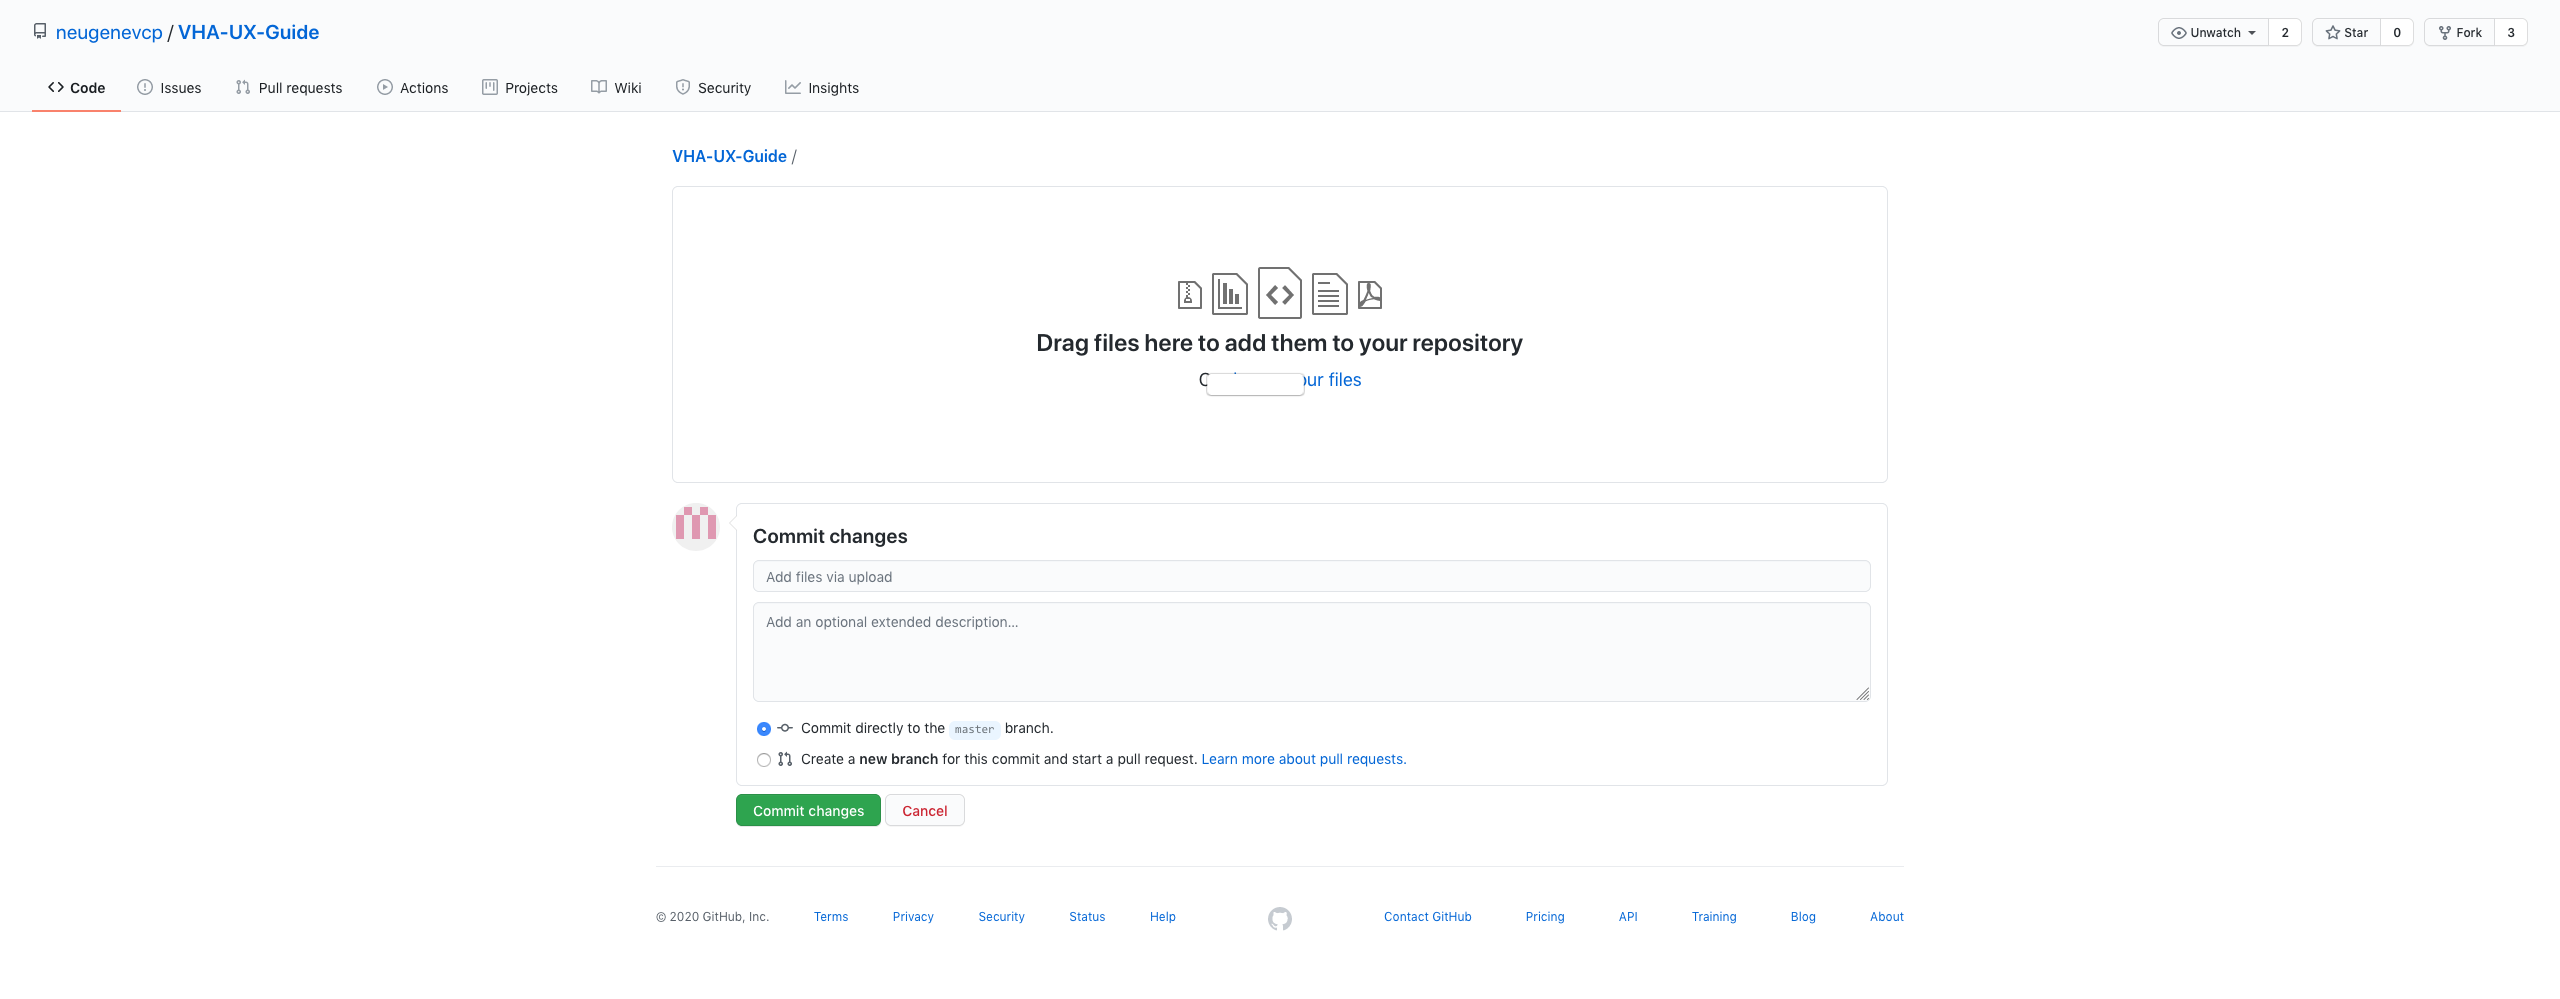 neugenevcp / VHA-UX-Guide
Unwatch 2
Star 0
Fork 3
Code Issues Pull requests Actions Projects Wiki Security Insights
VHA-UX-Guide /
Drag files here to add them to your repository
files
Commit changes
Add files via upload
Add an optional extended description…
Commit directly to the master branch.
Create a new branch for this commit and start a pull request. Learn more about pull requests.
Commit changes Cancel
© 2020 GitHub, Inc. Terms Privacy Security Status Help Contact GitHub Pricing API Training Blog About